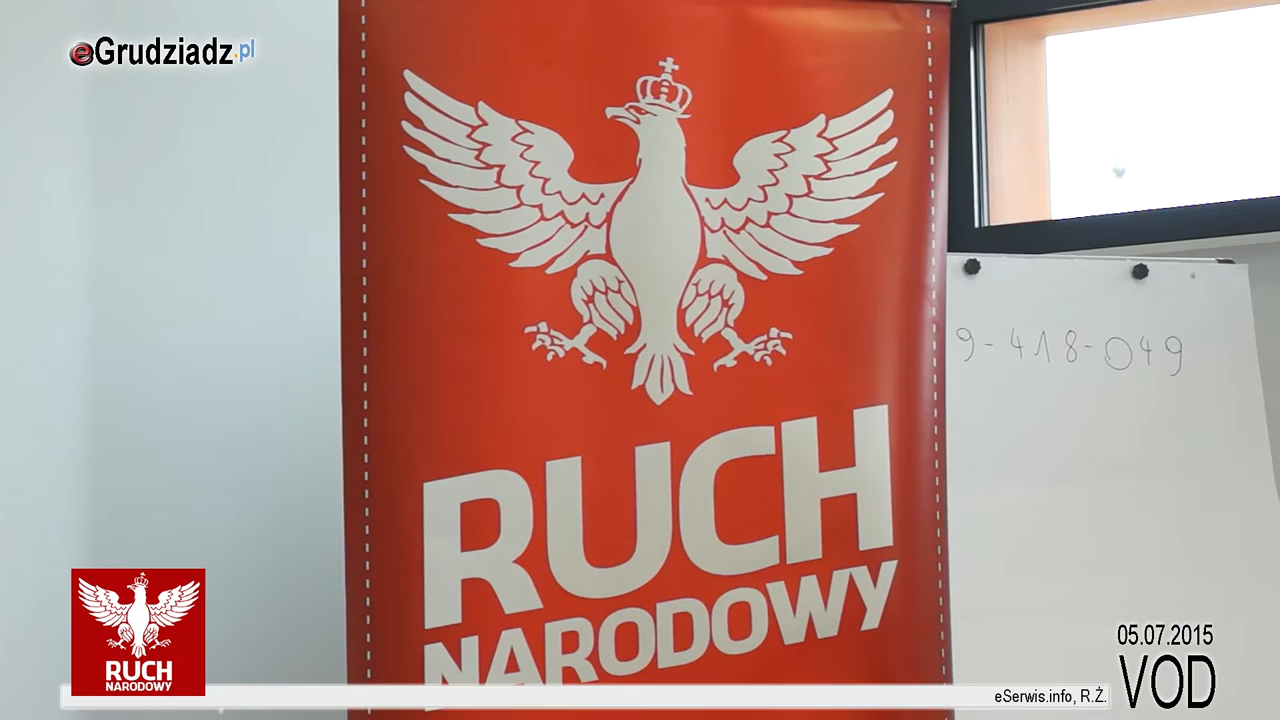 eGrudziadz.pl
9-418-049
RUCH
NARODOWY
RUCH
NARODOWY
05.07.2015
eSerwis.info, R.Ż.
VOD